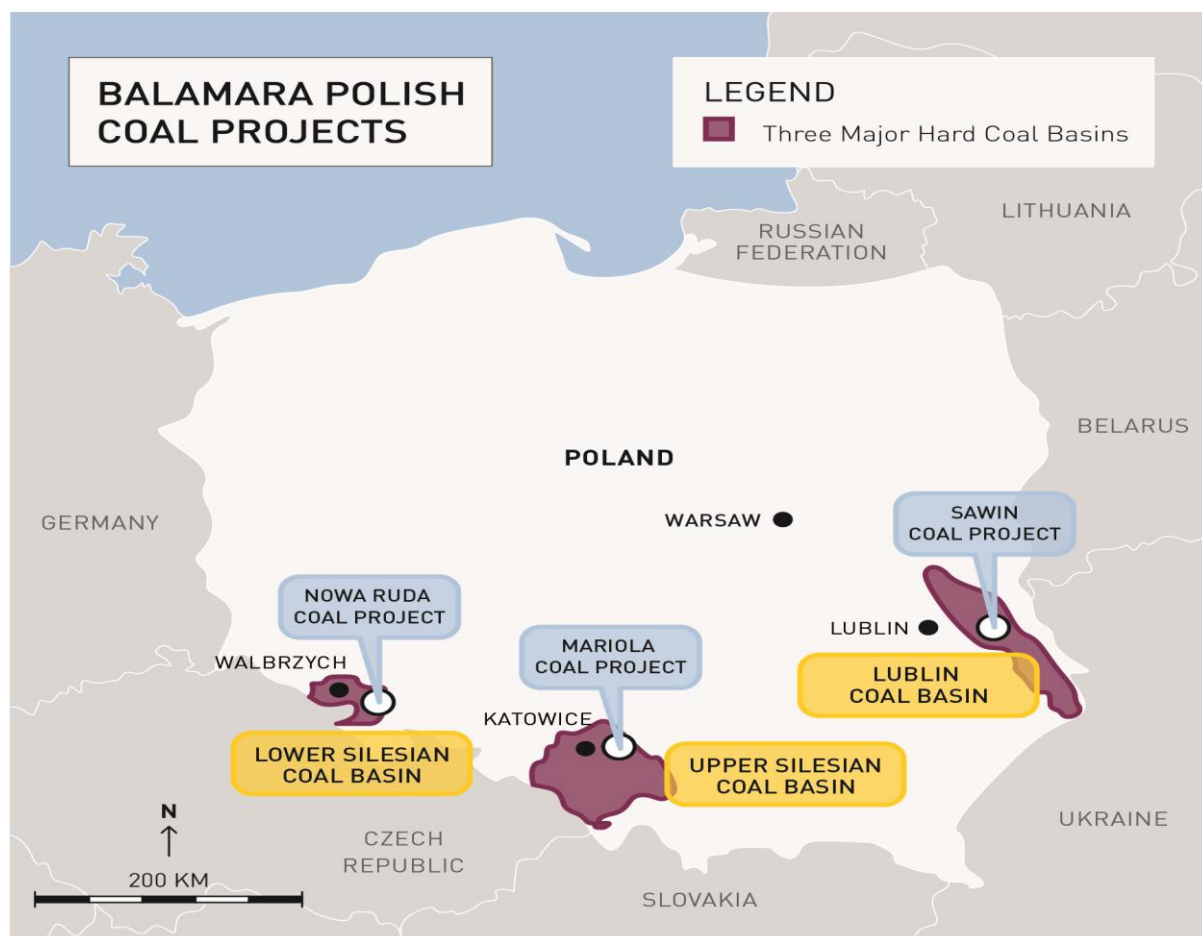 BALAMARA POLISH
COAL PROJECTS
LEGEND
Three Major Hard Coal Basins
LITHUANIA
RUSSIAN
FEDERATION
BELARUS
POLAND
GERMANY
WARSAW
SAWIN
COAL PROJECT
NOWA RUDA
COAL PROJECT
MARIOLA
COAL PROJECT
LUBLIN
WALBRZYCH
LUBLIN
COAL BASIN
KATOWICE
LOWER SILESIAN
COAL BASIN
UPPER SILESIAN
COAL BASIN
UKRAINE
N
CZECH
REPUBLIC
200 KM
SLOVAKIA